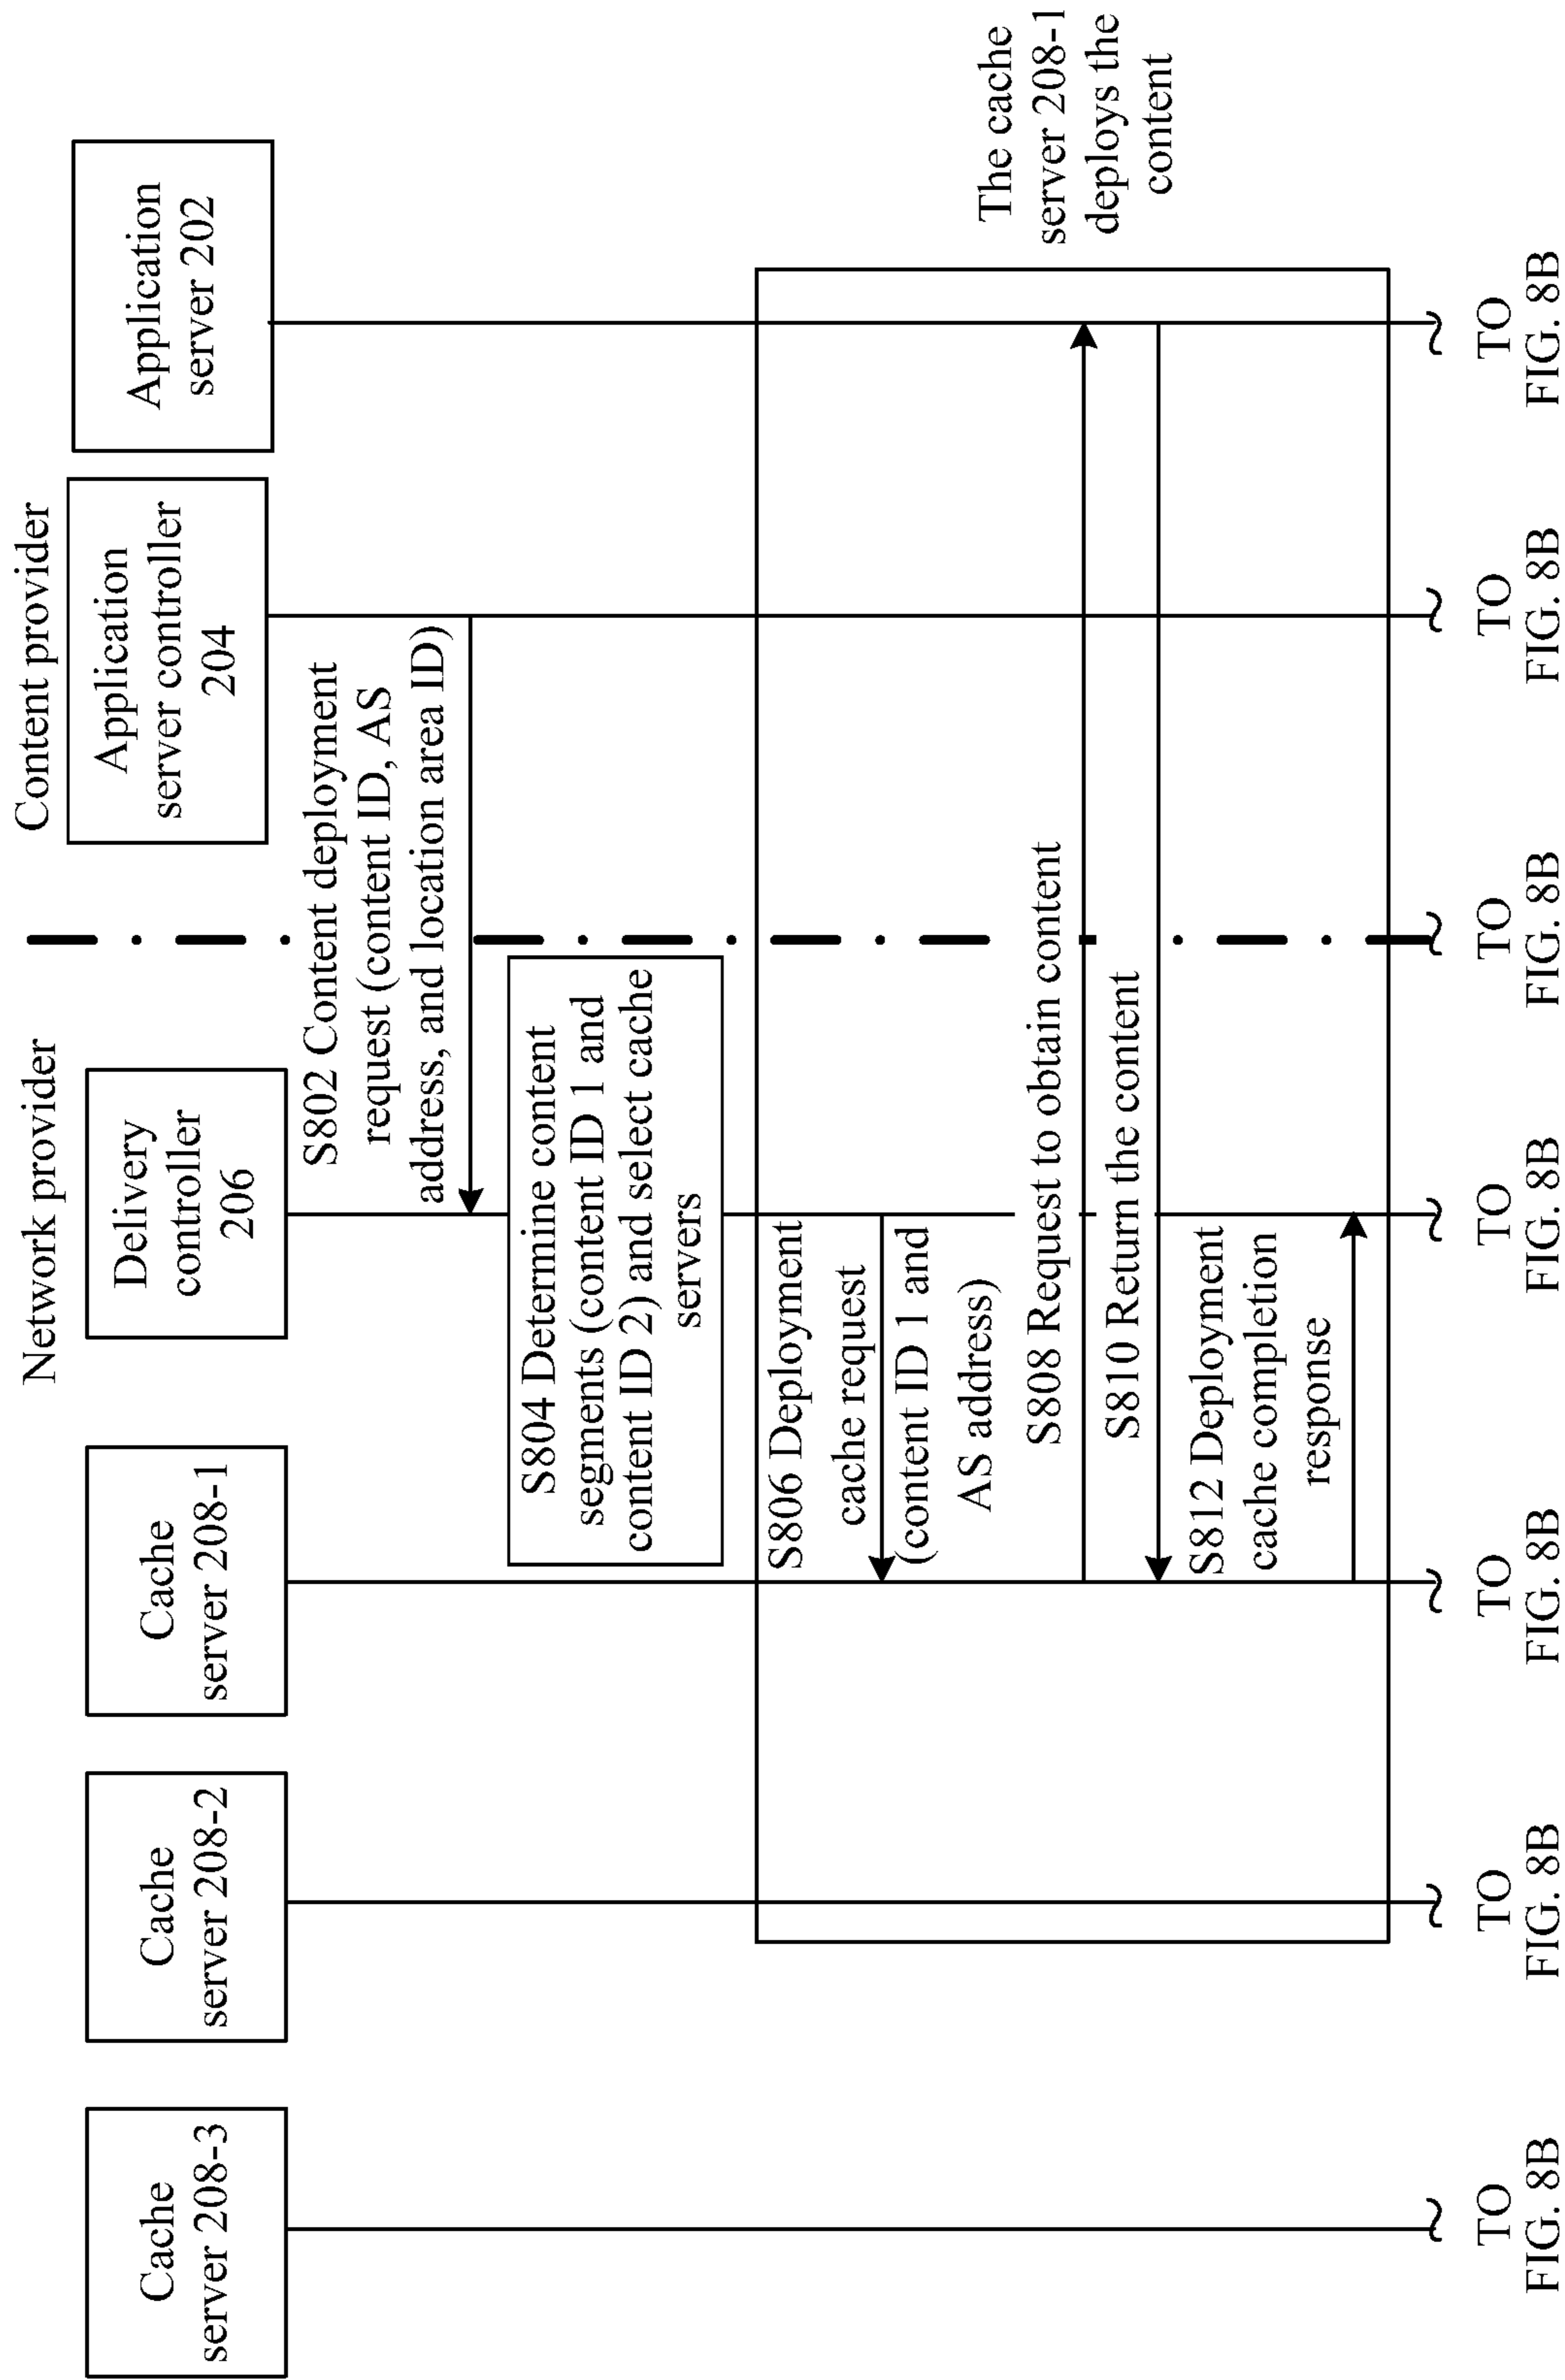 Network provider
Content provider
Cache
server 208-3
Cache
server 208-2
Cache
server 208-1
Delivery
controller
206
Application
server controller
204
Application
server 202
S802 Content deployment
request (content ID, AS
address, and location area ID)
S804 Determine content
segments (content ID 1 and
content ID 2) and select cache
servers
S806 Deployment
cache request
(content ID 1 and
AS address)
S808 Request to obtain content
S810 Return the content
S812 Deployment
cache completion
response
The cache
server 208-1
deploys the
content
TO
FIG. 8B
TO
FIG. 8B
TO
FIG. 8B
TO
FIG. 8B
TO
FIG. 8B
TO
FIG. 8B
TO
FIG. 8B